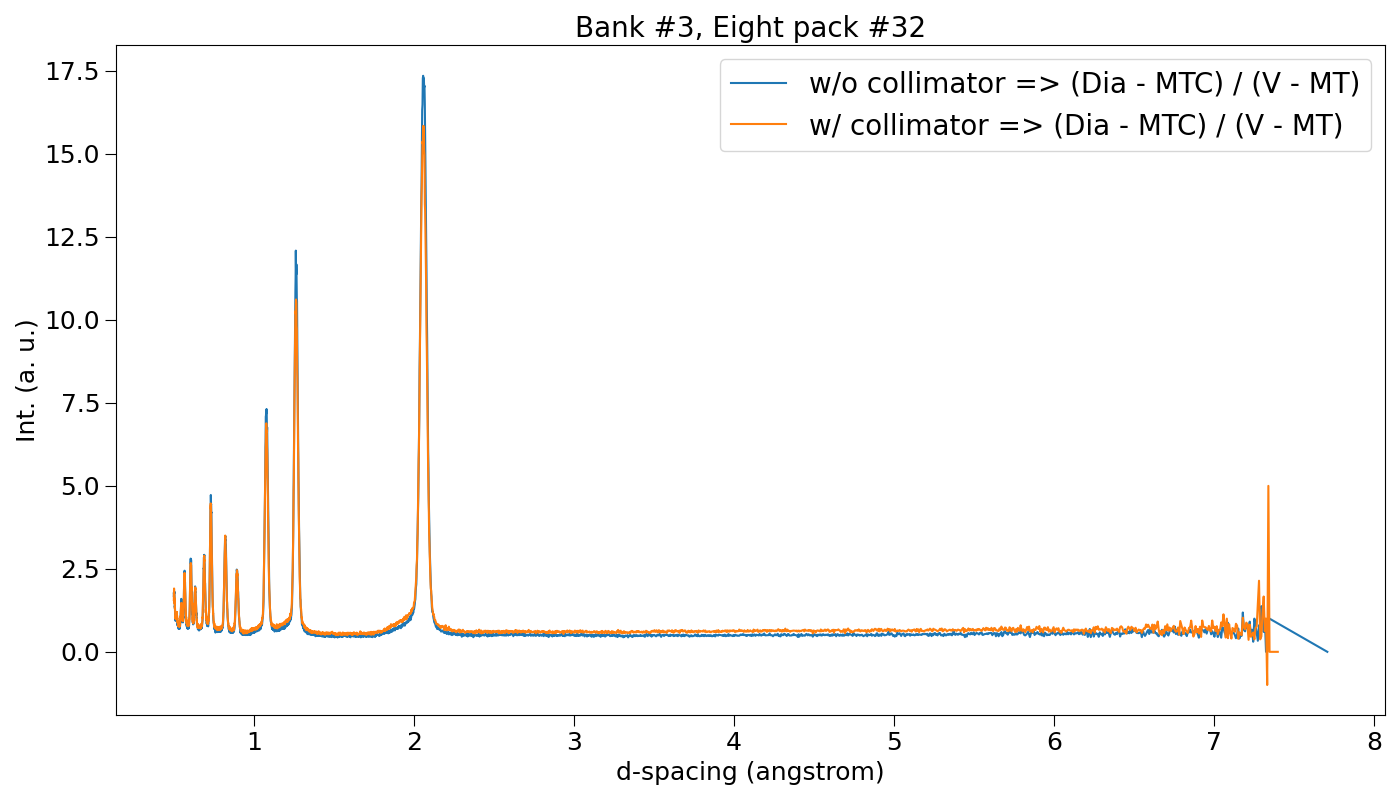 Bank #3, Eight pack #32
w/o collimator => (Dia - MTC) / (V - MT)
w/ collimator => (Dia - MTC) / (V - MT)
Int. (a. u.)
17.5
15.0
12.5
10.0
7.5
5.0
2.5
0.0
1 2 3 4 5 6 7 8
d-spacing (angstrom)